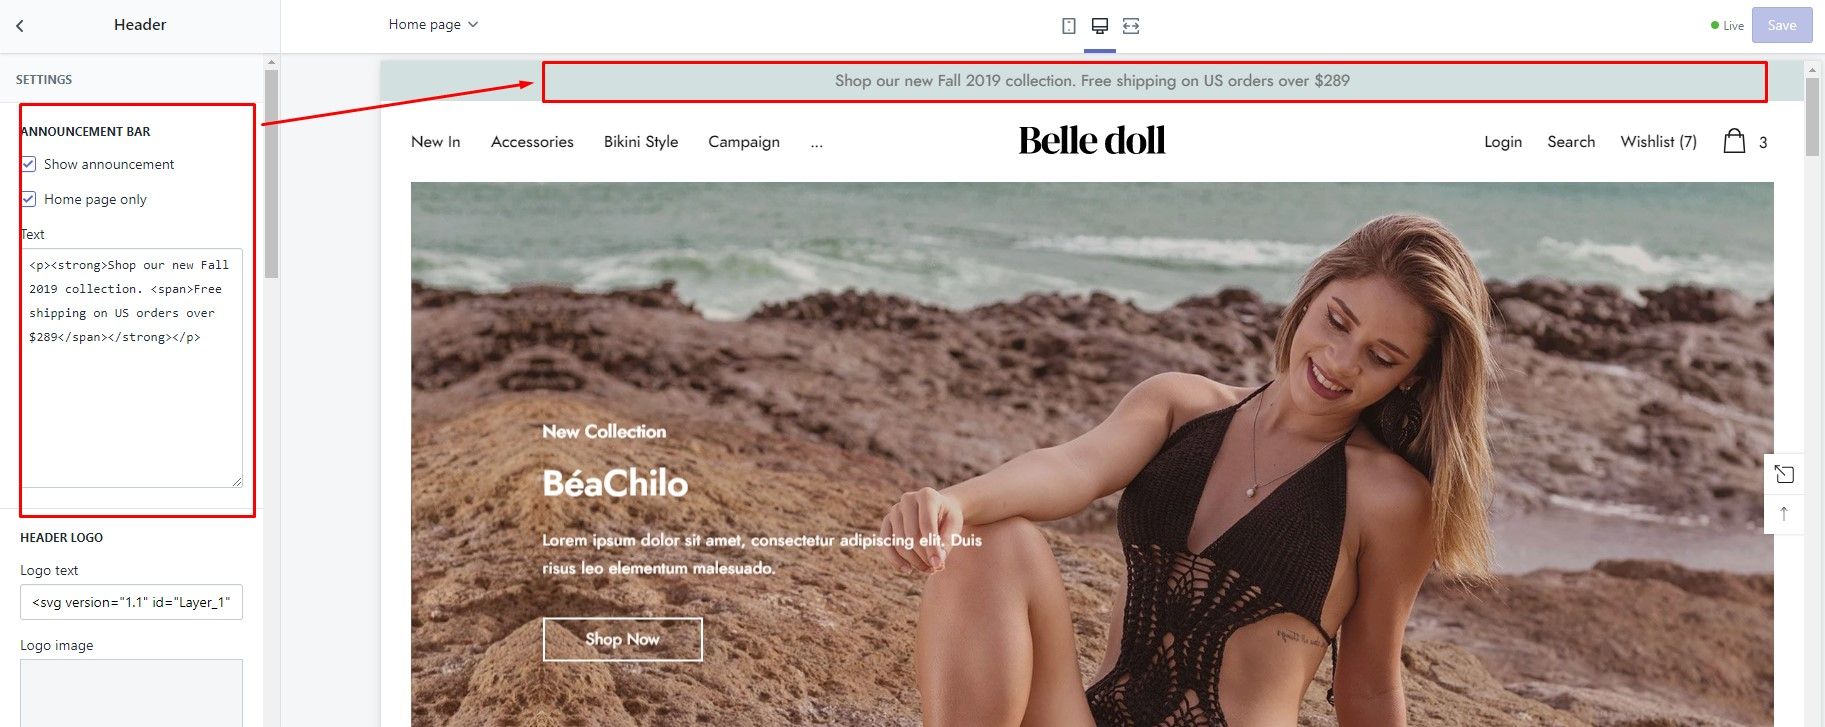 Header
Home page
Live
Save
SETTINGS
ANNOUNCEMENT BAR
Show announcement
Home page only
Text
<p><strong>Shop our new Fall
2019 collection. <span>Free
shipping on US orders over
$289</span></strong></p>
HEADER LOGO
Logo text
<svg version="1.1" id="Layer_1"
Logo image
Shop our new Fall 2019 collection. Free shipping on US orders over $289
New In
Accessories
Bikini Style
Campaign
...
Belle doll
Login
Search
Wishlist (7)
3
New Collection
BéaChilo
Lorem ipsum dolor sit amet, consectetur adipiscing elit. Duis
risus leo elementum malesuado.
Shop Now